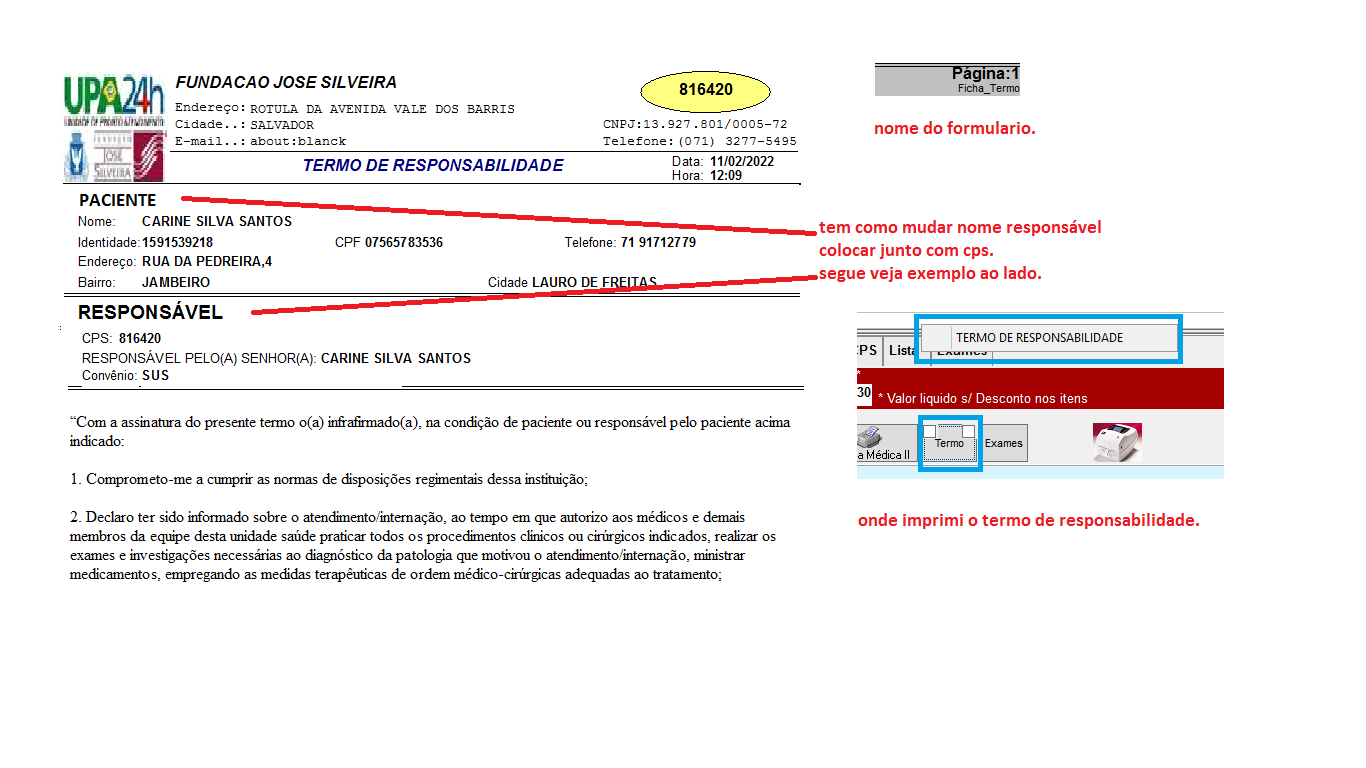 UPA24h
FUNDACAO JOSE SILVEIRA
816420
Página:1
Ficha_Termo
Endereço: ROTULA DA AVENIDA VALE DOS BARRIS
Cidade..: SALVADOR
CNPJ:13.927.801/0005-72
E-mail..: about:blanck
Telefone:(071) 3277-5495
nome do formulario.
JOSÉ
SILVEIRA
TERMO DE RESPONSABILIDADE
Data: 11/02/2022
Hora: 12:09
PACIENTE
Nome: CARINE SILVA SANTOS
Identidade: 1591539218 CPF 07565783536 Telefone: 71 91712779
Endereço: RUA DA PEDREIRA,4
Bairro: JAMBEIRO Cidade LAURO DE FREITAS
tem como mudar nome responsável
colocar junto com cps.
segue veja exemplo ao lado.
RESPONSÁVEL
CPS: 816420
RESPONSÁVEL PELO(A) SENHOR(A): CARINE SILVA SANTOS
Convênio: SUS
TERMO DE RESPONSABILIDADE
PS Lista Exames
*
30 * Valor liquido s/ Desconto nos itens
a Médica II Termo Exames
onde imprimi o termo de responsabilidade.
“Com a assinatura do presente termo o(a) infrafirmado(a), na condição de paciente ou responsável pelo paciente acima
indicado:
1. Comprometo-me a cumprir as normas de disposições regimentais dessa instituição;
2. Declaro ter sido informado sobre o atendimento/internação, ao tempo em que autorizo aos médicos e demais
membros da equipe desta unidade saúde praticar todos os procedimentos clínicos ou cirúrgicos indicados, realizar os
exames e investigações necessárias ao diagnóstico da patologia que motivou o atendimento/internação, ministrar
medicamentos, empregando as medidas terapêuticas de ordem médico-cirúrgicas adequadas ao tratamento;